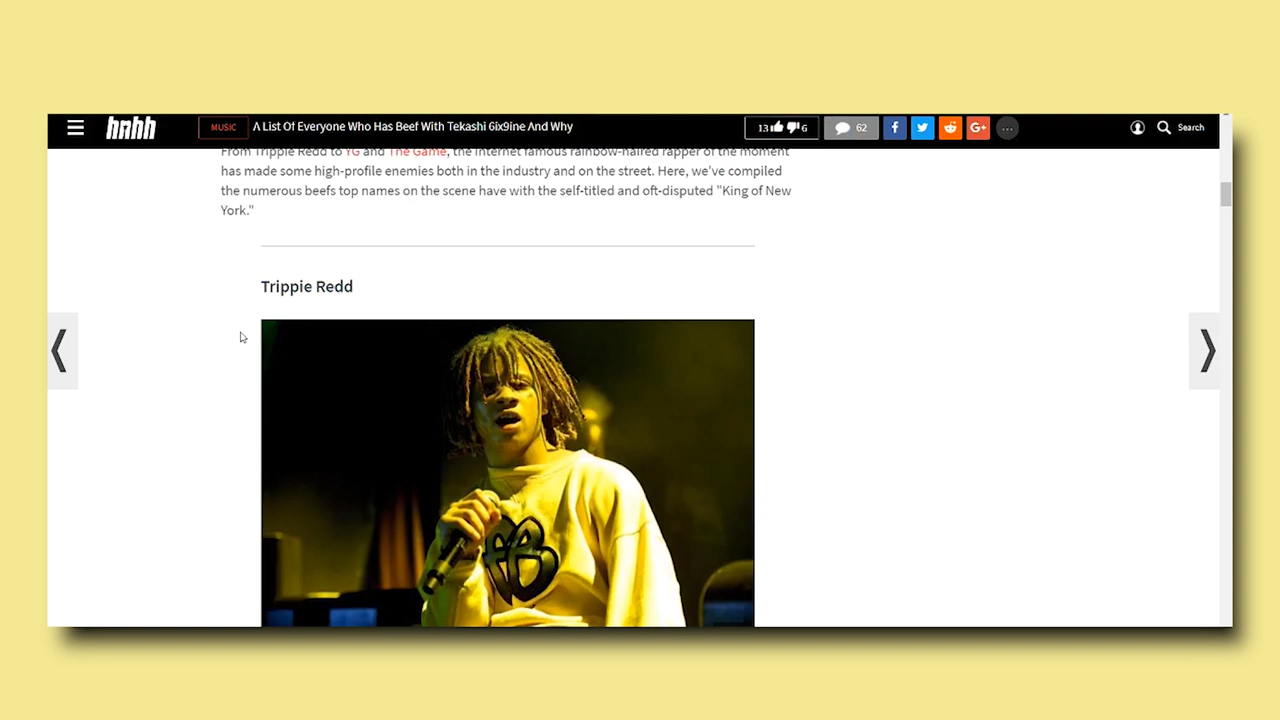 hnhh
MUSIC
A List Of Everyone Who Has Beef With Tekashi 6ix9ine And Why
13 6
62
f
G+
...
Search
From Trippie Redd to YG and The Game, the internet famous rainbow-haired rapper of the moment
has made some high-profile enemies both in the industry and on the street. Here, we've compiled
the numerous beefs top names on the scene have with the self-titled and oft-disputed "King of New
York."
Trippie Redd